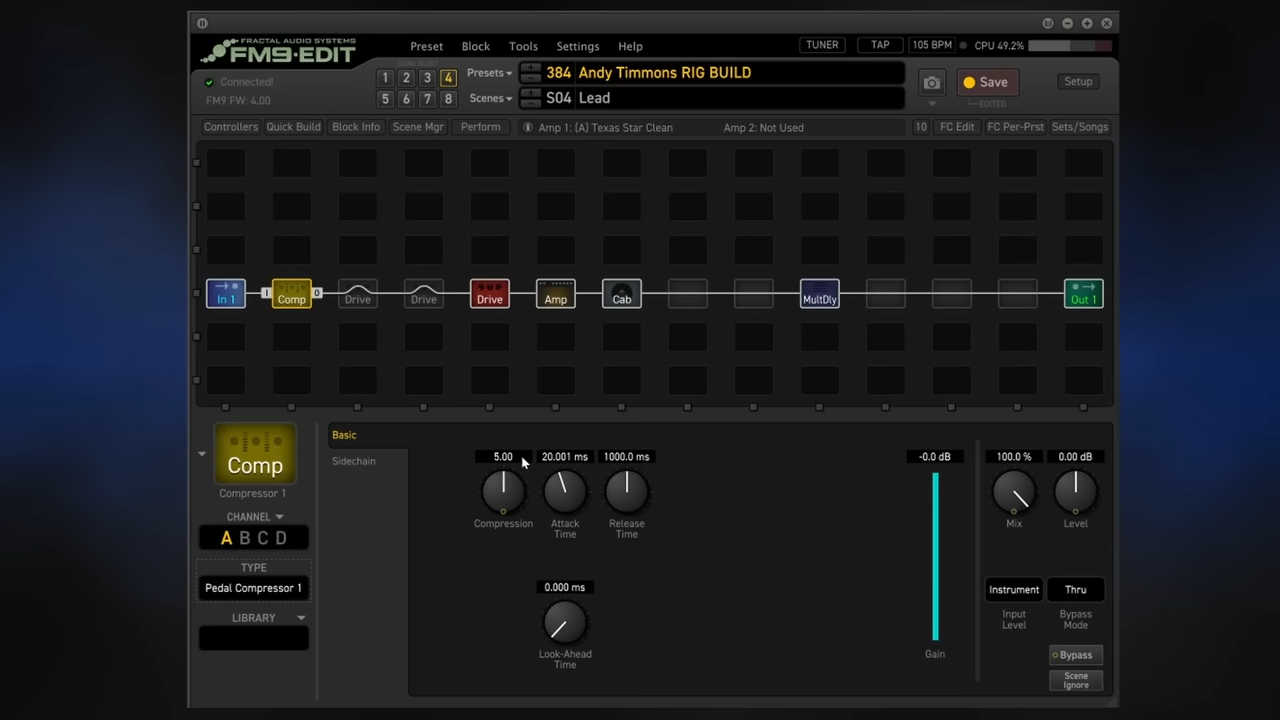 FRACTAL AUDIO SYSTEMS
FM9-EDIT
Preset Block Tools Settings Help
TUNER TAP 105 BPM CPU 49.2%
Connected!
FM9 FW: 4.00
SCENE SELECT
1 2 3 4
5 6 7 8
Presets 384 Andy Timmons RIG BUILD
Scenes S04 Lead
Save
EDITED
Setup
Controllers Quick Build Block Info Scene Mgr Perform Amp 1: (A) Texas Star Clean Amp 2: Not Used 10 FC Edit FC Per-Prst Sets/Songs
In 1 I Comp O Drive Drive Drive Amp Cab MultDly Out 1
Comp
Compressor 1
CHANNEL
A B C D
TYPE
Pedal Compressor 1
LIBRARY
Basic
Sidechain
5.00 20.001 ms 1000.0 ms -0.0 dB 100.0 % 0.00 dB
Compression Attack Time Release Time Mix Level
0.000 ms
Look-Ahead Time
Gain
Instrument Thru
Input Level Bypass Mode
Bypass
Scene Ignore